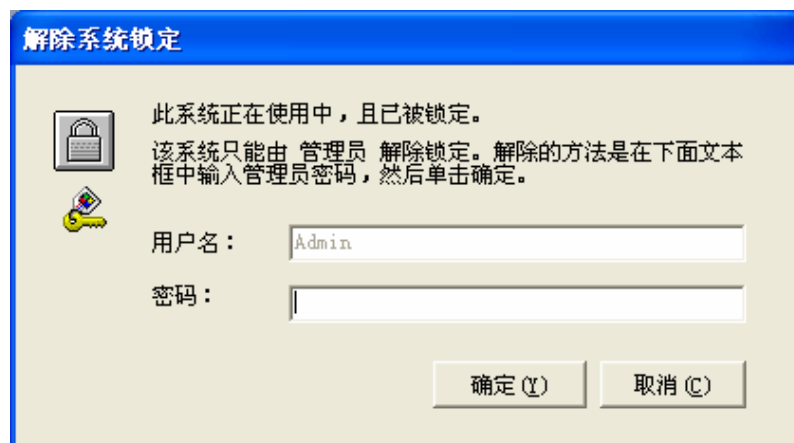 解除系统锁定
此系统正在使用中，且已被锁定。
该系统只能由 管理员 解除锁定。解除的方法是在下面文本
框中输入管理员密码，然后单击确定。
用户名： Admin
密码：
确定(Y) 取消(C)